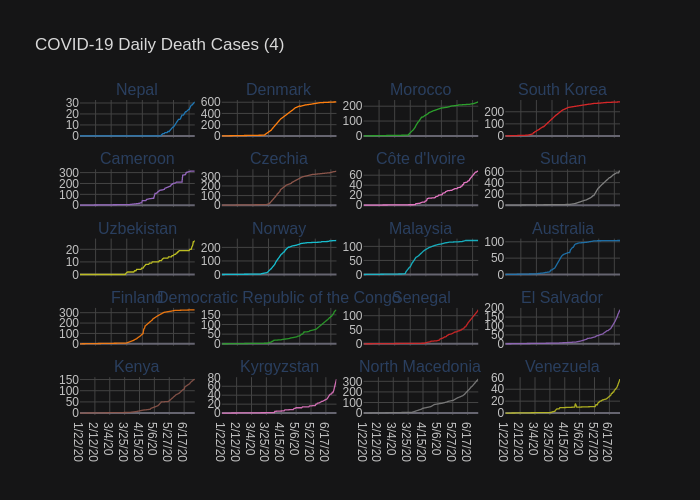 COVID-19 Daily Death Cases (4)
Nepal Denmark Morocco South Korea
30 20 10 0 600 400 200 0 200 100 0 200 100 0
Cameroon Czechia Côte d'Ivoire Sudan
300 200 100 0 300 200 100 0 60 40 20 0 600 400 200 0
Uzbekistan Norway Malaysia Australia
20 10 0 200 100 0 100 50 0 100 50 0
Finland Democratic Republic of the Congo Senegal El Salvador
300 200 100 0 150 100 50 0 100 50 0 200 150 100 50 0
Kenya Kyrgyzstan North Macedonia Venezuela
150 100 50 0 80 60 40 20 0 300 200 100 0 60 40 20 0
1/22/20 2/12/20 3/4/20 3/25/20 4/15/20 5/6/20 5/27/20 6/17/20 1/22/20 2/12/20 3/4/20 3/25/20 4/15/20 5/6/20 5/27/20 6/17/20 1/22/20 2/12/20 3/4/20 3/25/20 4/15/20 5/6/20 5/27/20 6/17/20 1/22/20 2/12/20 3/4/20 3/25/20 4/15/20 5/6/20 5/27/20 6/17/20